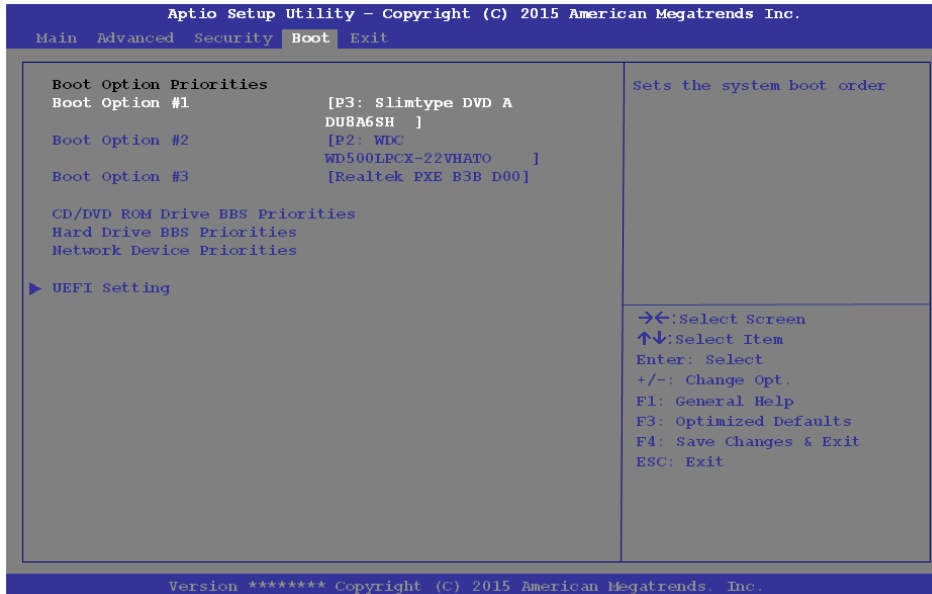 Aptio Setup Utility – Copyright (C) 2015 American Megatrends Inc.
Main Advanced Security Boot Exit
Boot Option Priorities
Boot Option #1 [P3: Slimtype DVD A
DU8A6SH ]
Boot Option #2 [P2: WDC
WD500LPCX-22VHATO ]
Boot Option #3 [Realtek PXE B3B D00]
CD/DVD ROM Drive BBS Priorities
Hard Drive BBS Priorities
Network Device Priorities
▶ UEFI Setting
Sets the system boot order
→←:Select Screen
↑↓:Select Item
Enter: Select
+/-: Change Opt.
F1: General Help
F3: Optimized Defaults
F4: Save Changes & Exit
ESC: Exit
Version ******** Copyright (C) 2015 American Megatrends. Inc.